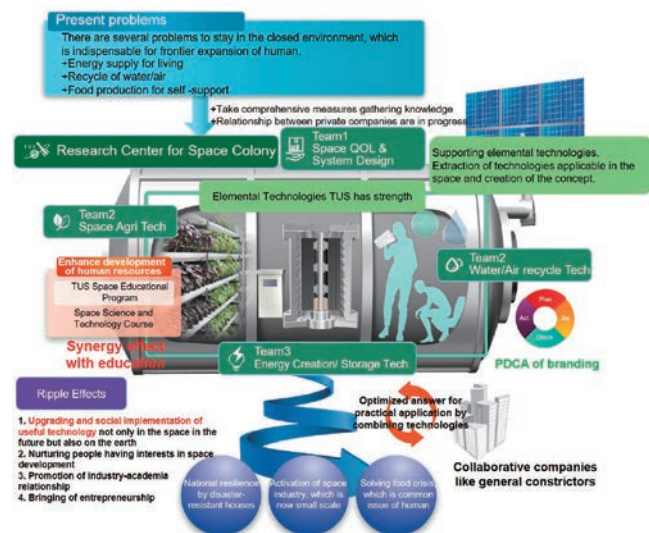 Present problems
There are several problems to stay in the closed environment, which
is indispensable for frontier expansion of human.
+Energy supply for living
+Recycle of water/air
+Food production for self -support
+Take comprehensive measures gathering knowledge
+Relationship between private companies are in progress
Research Center for Space Colony
Team1
Space QOL &
System Design
Supporting elemental technologies.
Extraction of technologies applicable in the
space and creation of the concept.
Elemental Technologies TUS has strength
Team2
Space Agri Tech
Enhance development
of human resources
TUS Space Educational
Program
Space Science and
Technology Course
Synergy effect
with education
Team2
Water/Air recycle Tech.
Plan
Do
Check
Act
PDCA of branding
Team3
Energy Creation/ Storage Tech.
Ripple Effects
1. Upgrading and social implementation of
useful technology not only in the space in the
future but also on the earth
2. Nurturing people having interests in space
development
3. Promotion of industry-academia
relationship
4. Bringing of entrepreneurship
Optimized answer for
practical application by
combining technologies
Collaborative companies
like general constrictors
National resilience
by disaster-
resistant houses
Activation of space
industry, which is
now small scale
Solving food crisis,
which is common
issue of human